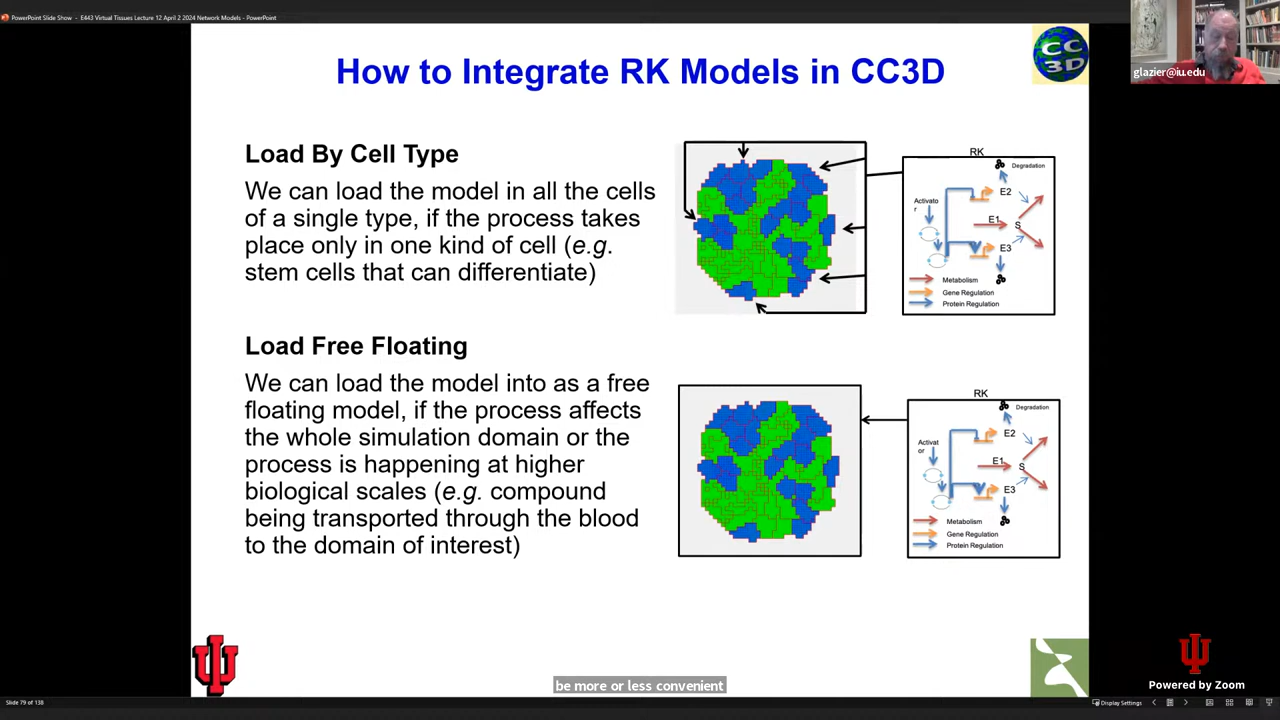 PowerPoint Slide Show - E443 Virtual Tissues Lecture 12 April 2 2024 Network Models - PowerPoint
glazier@iu.edu
CC
3D
How to Integrate RK Models in CC3D
Load By Cell Type
We can load the model in all the cells
of a single type, if the process takes
place only in one kind of cell (e.g.
stem cells that can differentiate)
RK
Degradation
Activato
r
E2
E1
S
E3
Metabolism
Gene Regulation
Protein Regulation
Load Free Floating
We can load the model into as a free
floating model, if the process affects
the whole simulation domain or the
process is happening at higher
biological scales (e.g. compound
being transported through the blood
to the domain of interest)
RK
Degradation
Activat
or
E2
E1
S
E3
Metabolism
Gene Regulation
Protein Regulation
be more or less convenient
Powered by Zoom
Slide 79 of 138
Display Settings